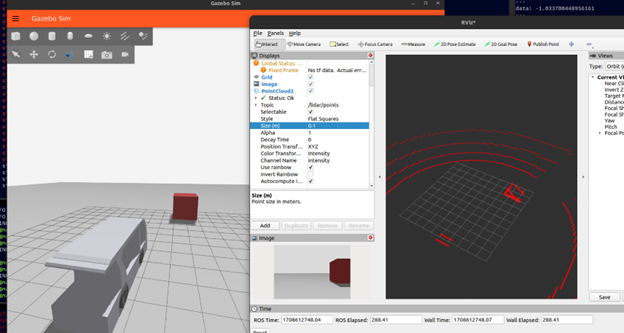 Gazebo Sim
Gazebo Sim
data: -1.033700448916161
RViz*
File Panels Help
Interact Move Camera Select Focus Camera Measure 2D Pose Estimate 2D Goal Pose Publish Point
Displays
Global Status: ...
Fixed Frame No tf data. Actual err...
Grid
Image
PointCloud2
Status: Ok
Topic /lidar/points
Selectable
Style Flat Squares
Size (m) 0.1
Alpha 1
Decay Time 0
Position Transf... XYZ
Color Transfor... Intensity
Channel Name intensity
Use rainbow
Invert Rainbow
Autocompute I...
Size (m)
Point size in meters.
Add Duplicate Remove Rename
Image
Views
Type: Orbit (
Current Vi
Near Cl
Invert Z
Target F
Distanc
Focal Sh
Focal Sh
Yaw
Pitch
Focal Po
Save
Time
ROS Time: 1708612748.04 ROS Elapsed: 288.41 Wall Time: 1708612748.07 Wall Elapsed: 288.41
Reset